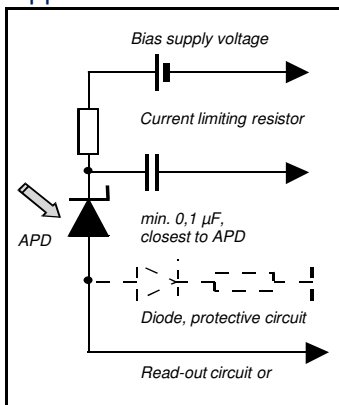 Bias supply voltage
Current limiting resistor
min. 0,1 µF,
closest to APD
APD
Diode, protective circuit
Read-out circuit or